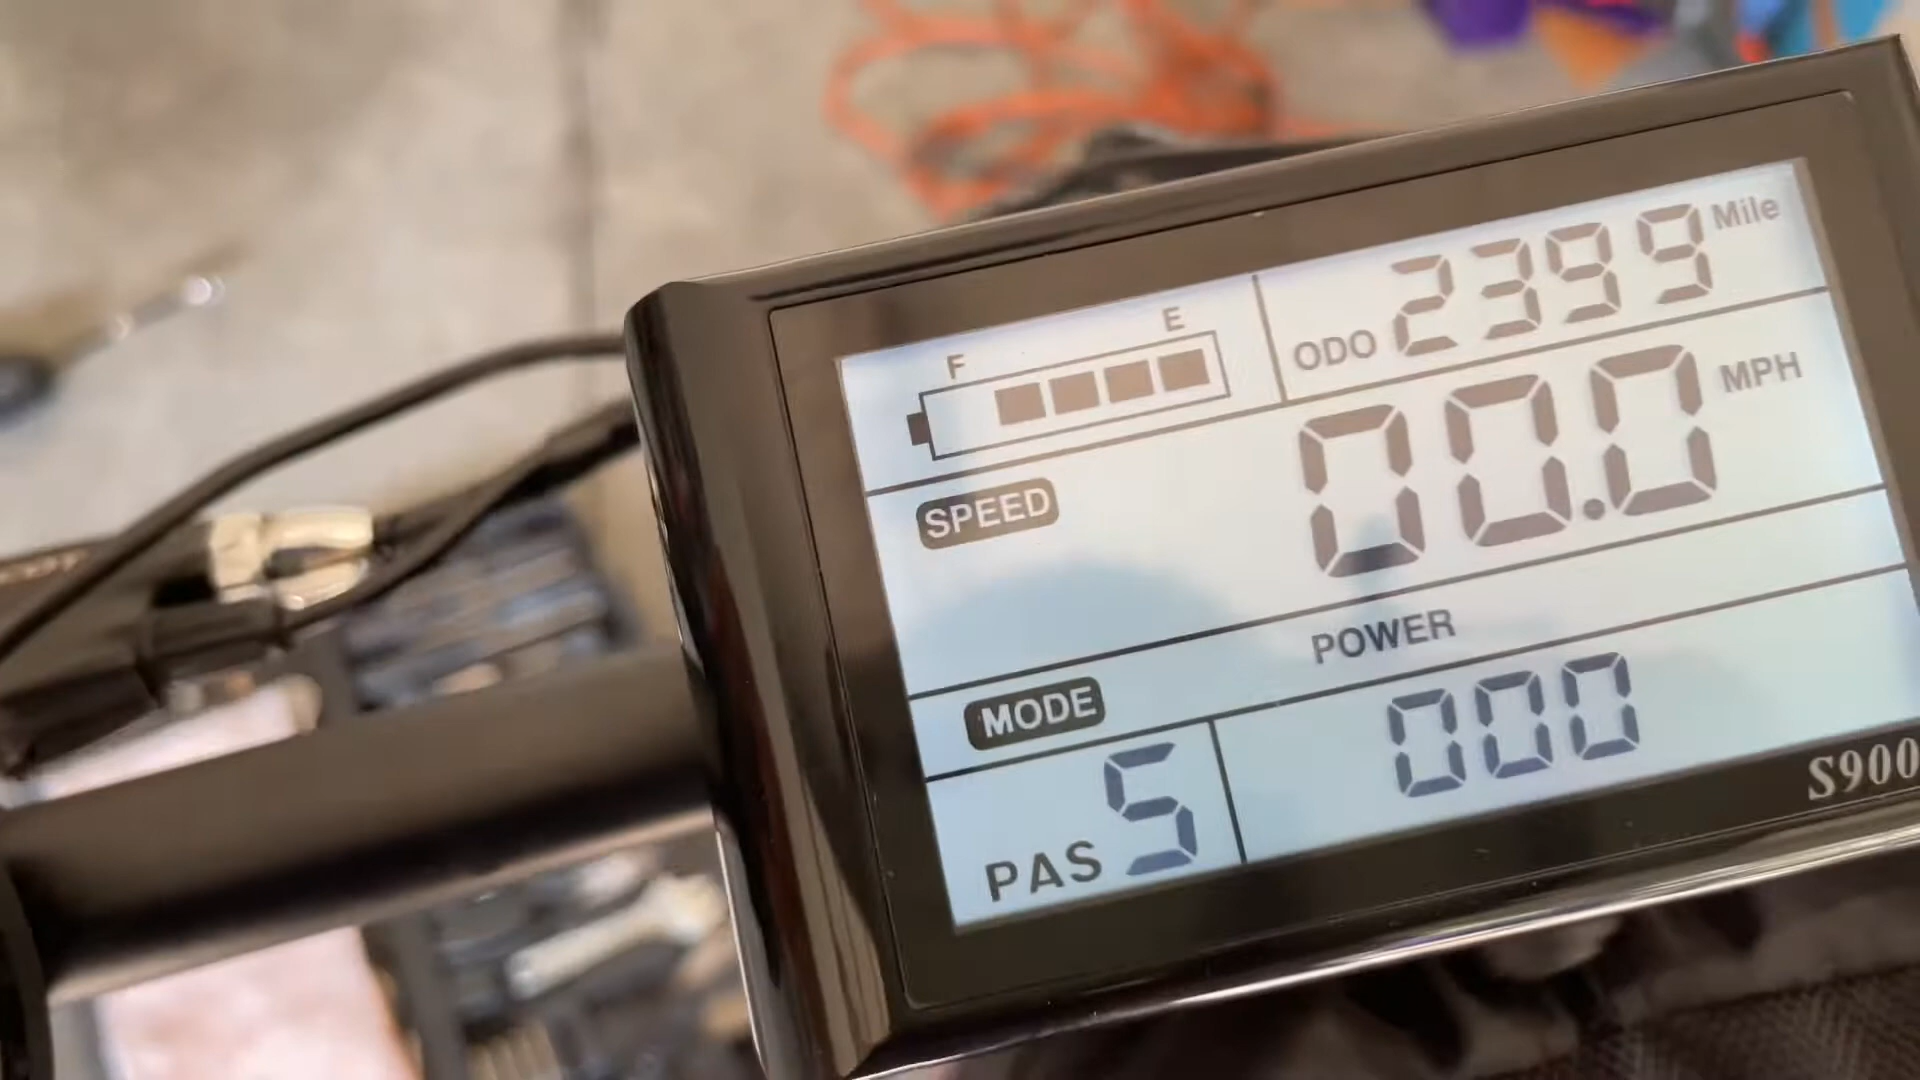 F E
ODO 2399 Mile
SPEED 00.0 MPH
MODE POWER
PAS 5 000
S900